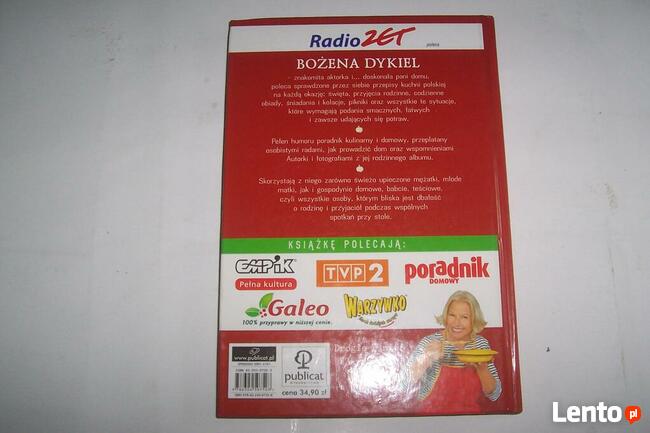 Radio ZET poleca
BOŻENA DYKIEL
- znakomita aktorka i... doskonała pani domu,
poleca sprawdzone przez siebie przepisy kuchni polskiej
na każdą okazję: święta, przyjęcia rodzinne, codzienne
obiady, śniadania i kolacje, pikniki oraz wszystkie te sytuacje,
które wymagają podania smacznych, łatwych
i zawsze udających się potraw.
Pełen humoru poradnik kulinarny i domowy, przeplatany
osobistymi radami, jak prowadzić dom oraz wspomnieniami
Autorki i fotografiami z jej rodzinnego albumu.
Skorzystają z niego zarówno świeżo upieczone mężatki, młode
matki, jak i gospodynie domowe, babcie, teściowe,
czyli wszystkie osoby, którym bliska jest dbałość
o rodzinę i przyjaciół podczas wspólnych
spotkań przy stole.
KSIĄŻKĘ POLECAJĄ:
EMPiK
Pełna kultura
TVP2
poradnik
DOMOWY
Galeo
100% przyprawy w niższej cenie.
WARZYWKO
www.publicat.pl
publicat
cena 34,90 zł
Lento.pl